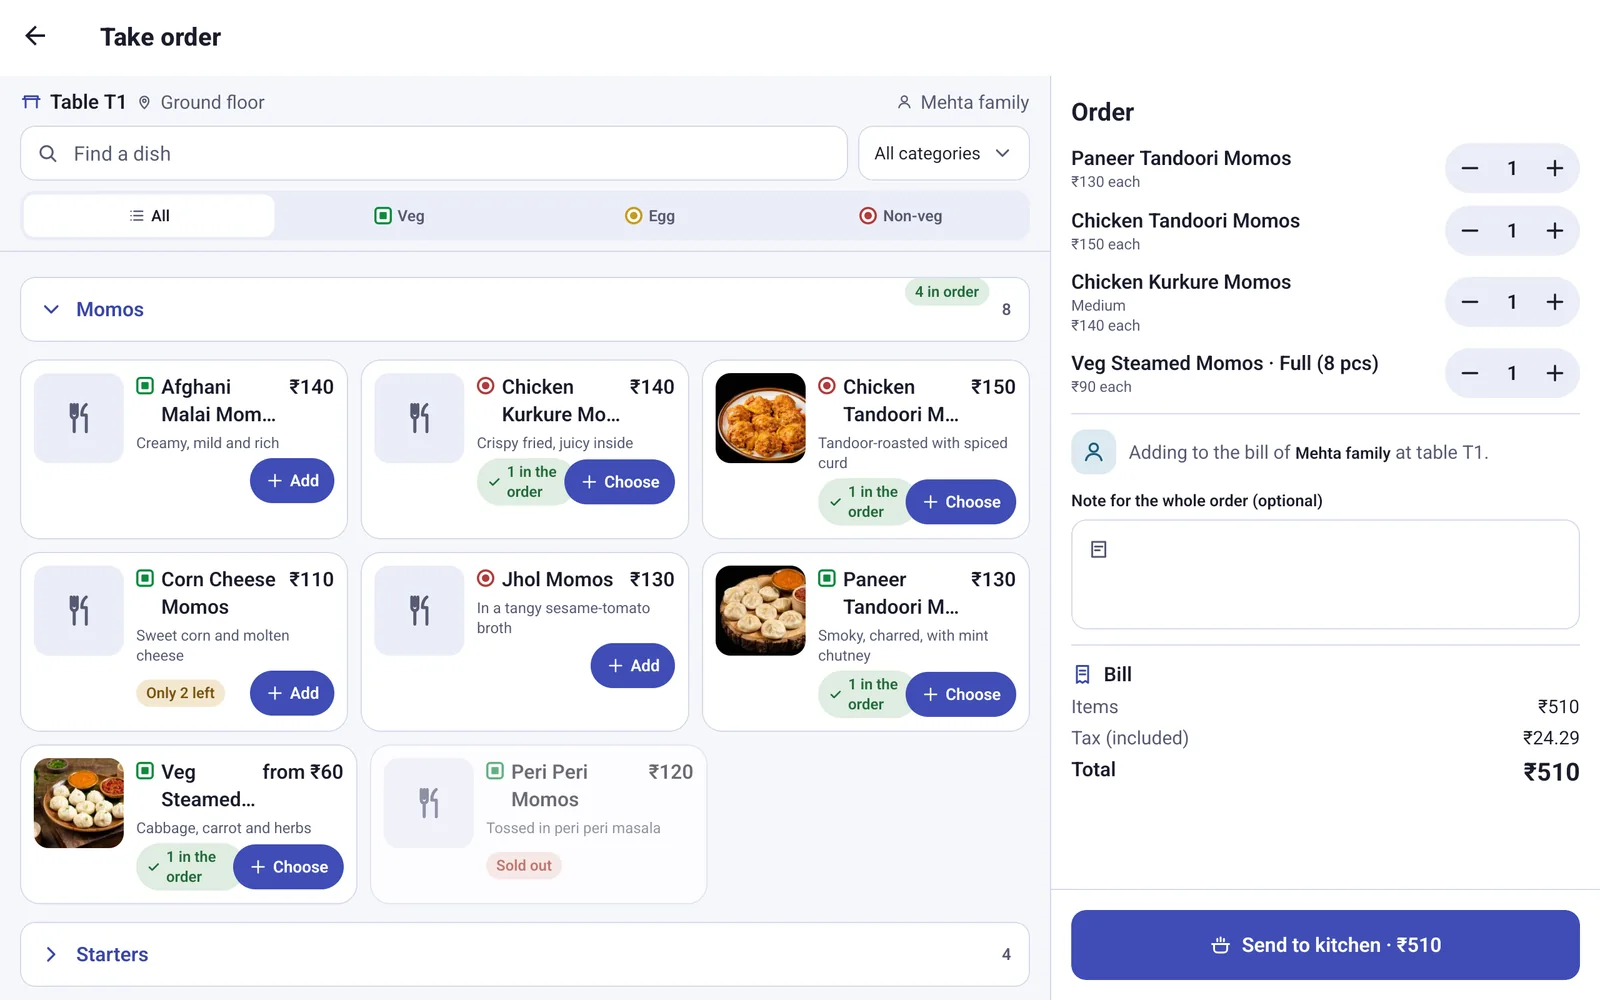 Take order
Table T1 Ground floor
Mehta family
Find a dish
All categories
All
Veg
Egg
Non-veg
Momos
4 in order
8
Afghani ₹140
Malai Mom...
Creamy, mild and rich
+ Add
Chicken ₹140
Kurkure Mo...
Crispy fried, juicy inside
1 in the
order
+ Choose
Chicken ₹150
Tandoori M...
Tandoor-roasted with spiced
curd
1 in the
order
+ Choose
Corn Cheese ₹110
Momos
Sweet corn and molten
cheese
Only 2 left
+ Add
Jhol Momos ₹130
In a tangy sesame-tomato
broth
+ Add
Paneer ₹130
Tandoori M...
Smoky, charred, with mint
chutney
1 in the
order
+ Choose
Veg from ₹60
Steamed...
Cabbage, carrot and herbs
1 in the
order
+ Choose
Peri Peri ₹120
Momos
Tossed in peri peri masala
Sold out
Starters
4
Order
Paneer Tandoori Momos
₹130 each
− 1 +
Chicken Tandoori Momos
₹150 each
− 1 +
Chicken Kurkure Momos
Medium
₹140 each
− 1 +
Veg Steamed Momos · Full (8 pcs)
₹90 each
− 1 +
Adding to the bill of Mehta family at table T1.
Note for the whole order (optional)
Bill
Items ₹510
Tax (included) ₹24.29
Total ₹510
Send to kitchen · ₹510